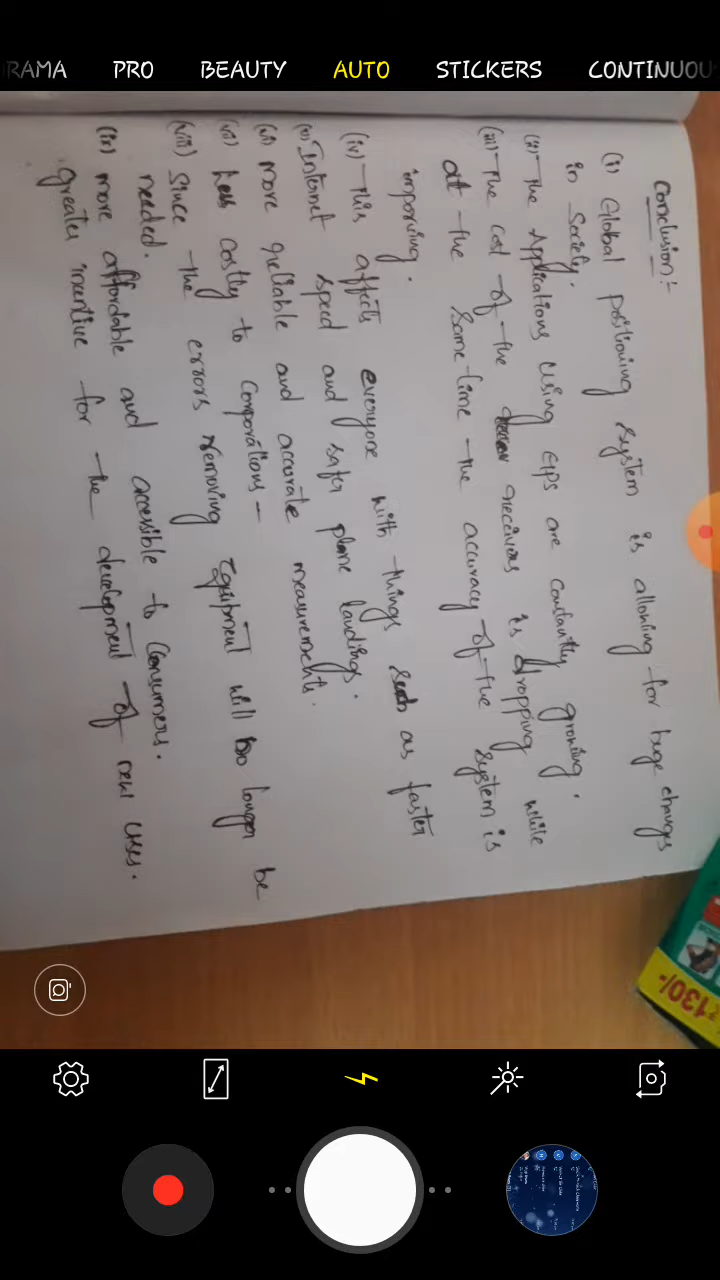 RAMA PRO BEAUTY AUTO STICKERS CONTINUOU
Conclusion:-
(i) Global positioning system is allowing for huge changes
in Society.
(ii) The Applications using GPS are constantly growing.
(iii) The cost of the receivers is dropping while
at the same time the accuracy of the system is
imporving.
(iv) This affects everyone with things such as faster
(v) Internet speed and safer plane landings.
(vi) more reliable and accurate measurements.
(vii) Less costly to Corporations-
(viii) Since the errors removing Equipment will no longer be
needed.
(ix) more affordable and accessible to Consumers.
greater incentive for the development of new uses.
₹130/-